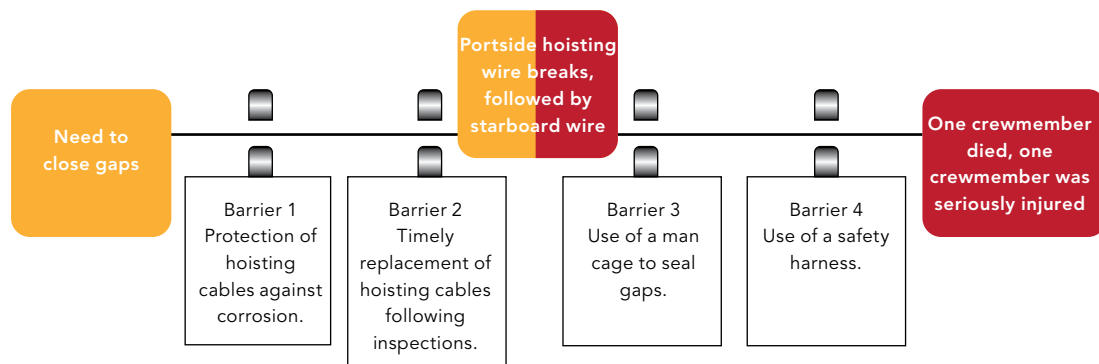 Need to
close gaps
Barrier 1
Protection of
hoisting
cables against
corrosion.
Barrier 2
Timely
replacement of
hoisting cables
following
inspections.
Portside hoisting
wire breaks,
followed by
starboard wire
Barrier 3
Use of a man
cage to seal
gaps.
Barrier 4
Use of a safety
harness.
One crewmember
died, one
crewmember was
seriously injured